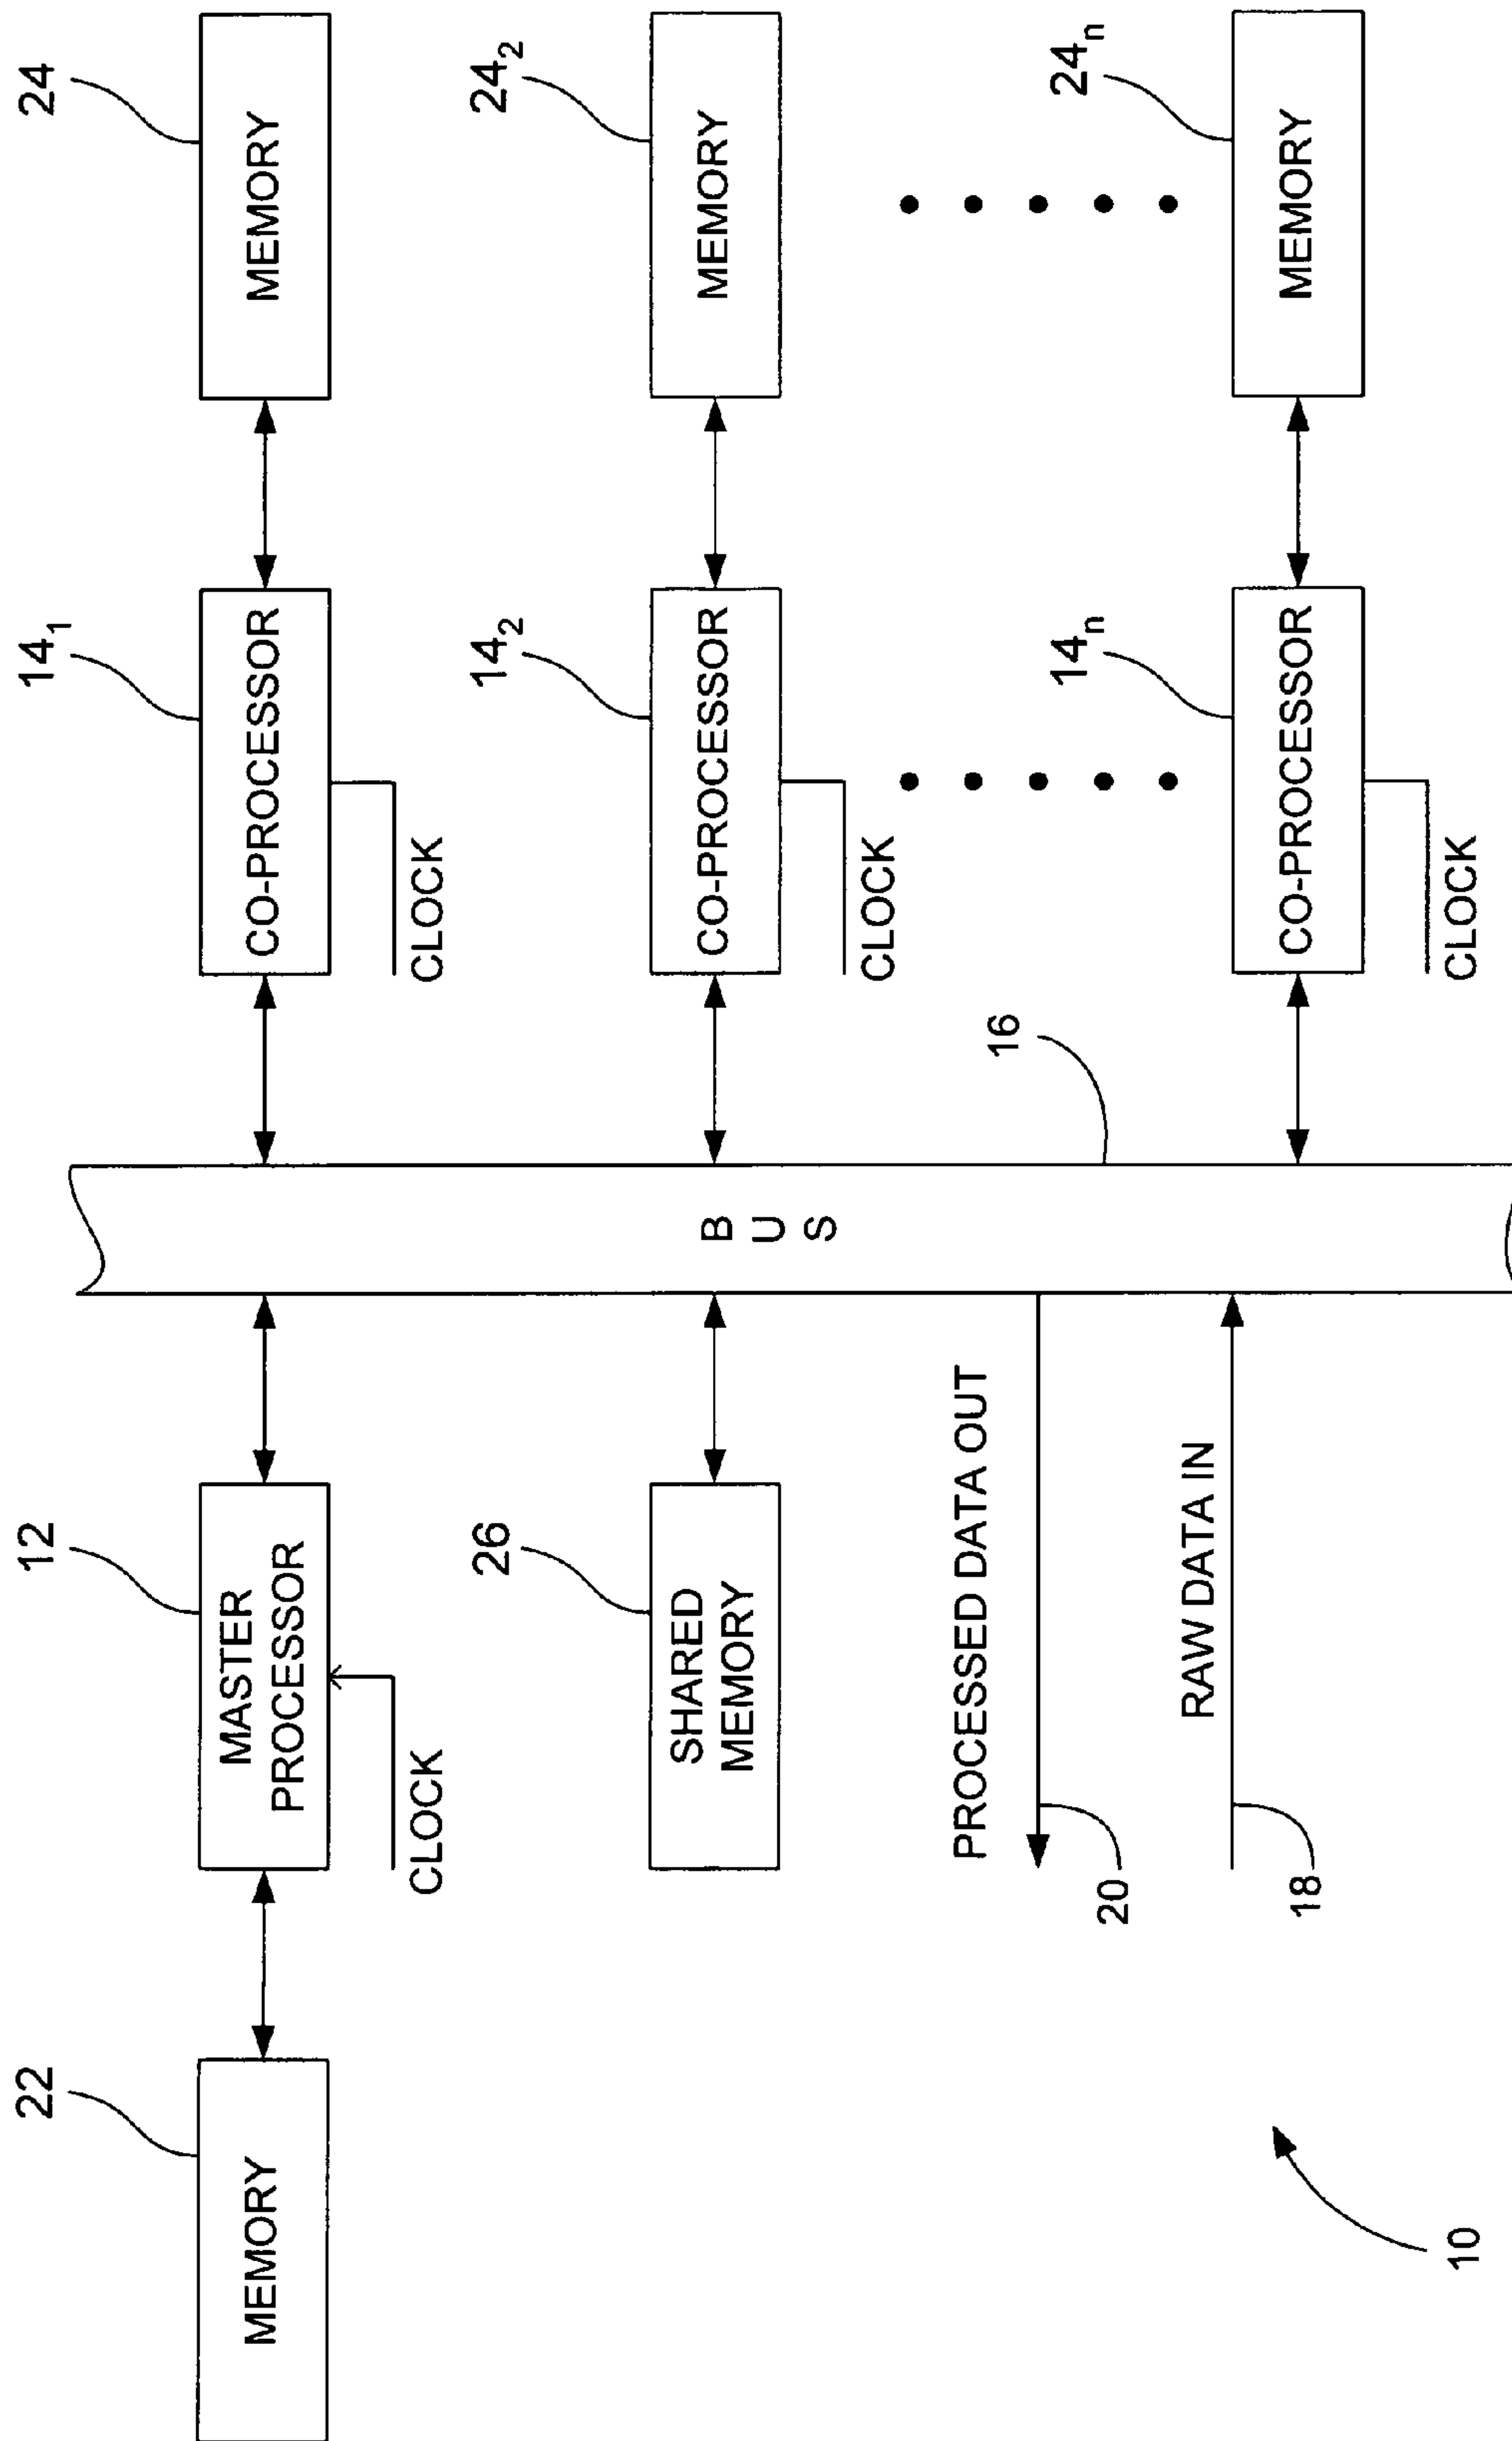 22
12
14₁
24
MEMORY
MASTER
PROCESSOR
CO-PROCESSOR
MEMORY
CLOCK
CLOCK
26
14₂
24₂
SHARED
MEMORY
B
U
S
CO-PROCESSOR
MEMORY
CLOCK
PROCESSED DATA OUT
20
16
14ₙ
24ₙ
RAW DATA IN
18
CO-PROCESSOR
MEMORY
CLOCK
10